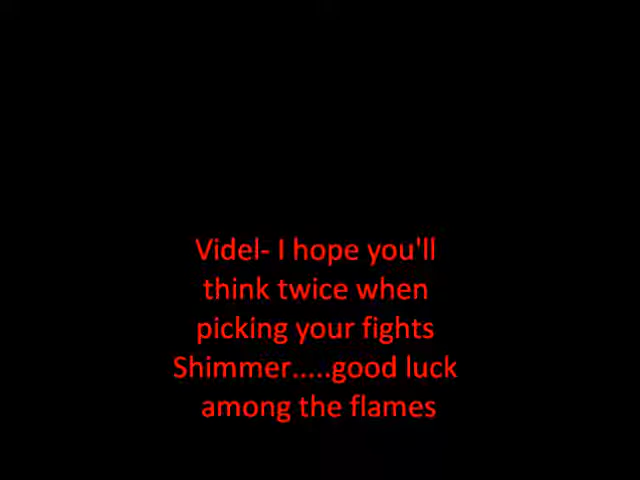 Videl- I hope you'll
think twice when
picking your fights
Shimmer.....good luck
among the flames